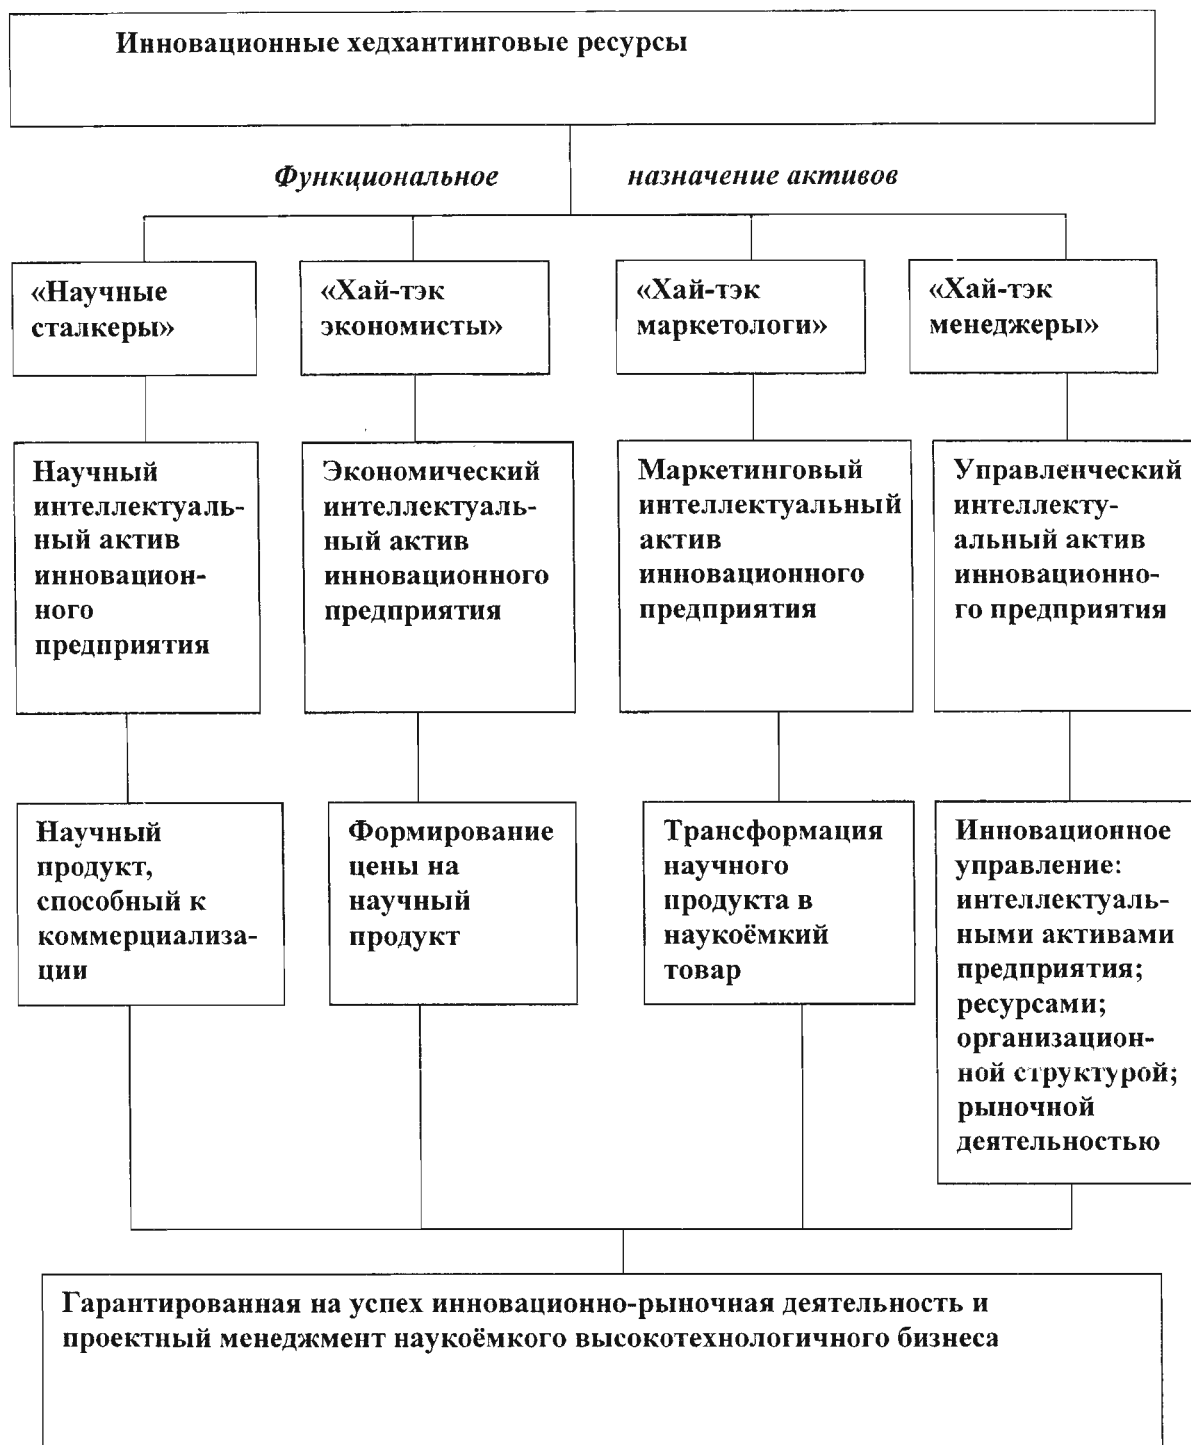 Инновационные хедхантинговые ресурсы
Функциональное назначение активов
«Научные
сталкеры»
«Хай-тэк
экономисты»
«Хай-тэк
маркетологи»
«Хай-тэк
менеджеры»
Научный
интеллектуаль-
ный актив
инновацион-
ного
предприятия
Экономический
интеллектуаль-
ный актив
инновационного
предприятия
Маркетинговый
интеллектуальный
актив
инновационного
предприятия
Управленческий
интеллекту-
альный актив
инновационно-
го предприятия
Научный
продукт,
способный к
коммерциализа-
ции
Формирование
цены на
научный
продукт
Трансформация
научного
продукта в
наукоёмкий
товар
Инновационное
управление:
интеллектуаль-
ными активами
предприятия;
ресурсами;
организацион-
ной структурой;
рыночной
деятельностью
Гарантированная на успех инновационно-рыночная деятельность и
проектный менеджмент наукоёмкого высокотехнологичного бизнеса